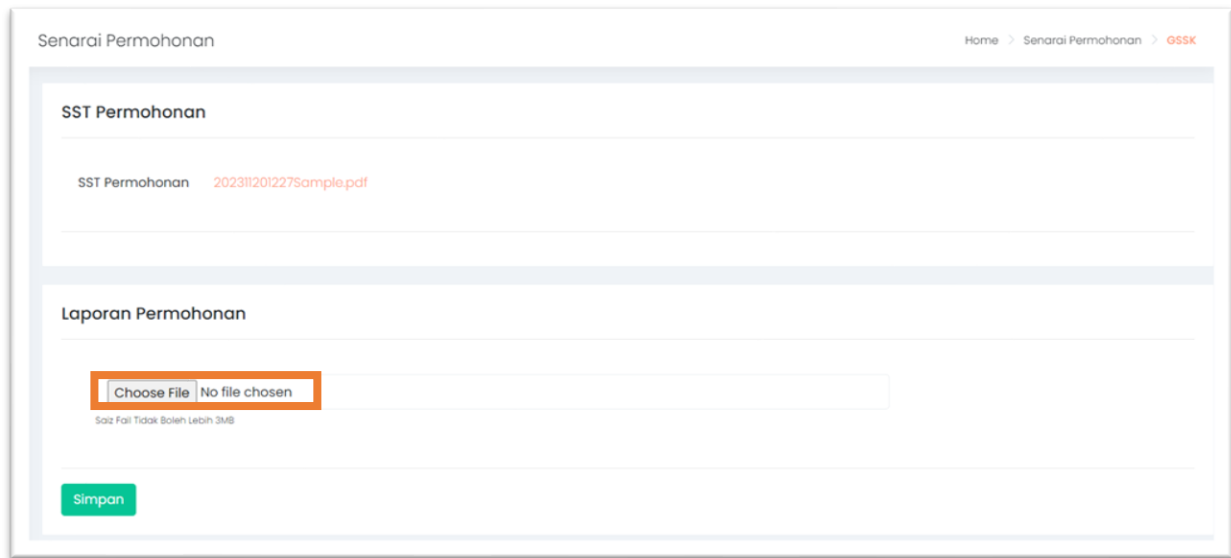 Senarai Permohonan
Home > Senarai Permohonan > GSSK
SST Permohonan
SST Permohonan 202311201227Sample.pdf
Laporan Permohonan
Choose File No file chosen
Saiz Fail Tidak Boleh Lebih 3MB
Simpan